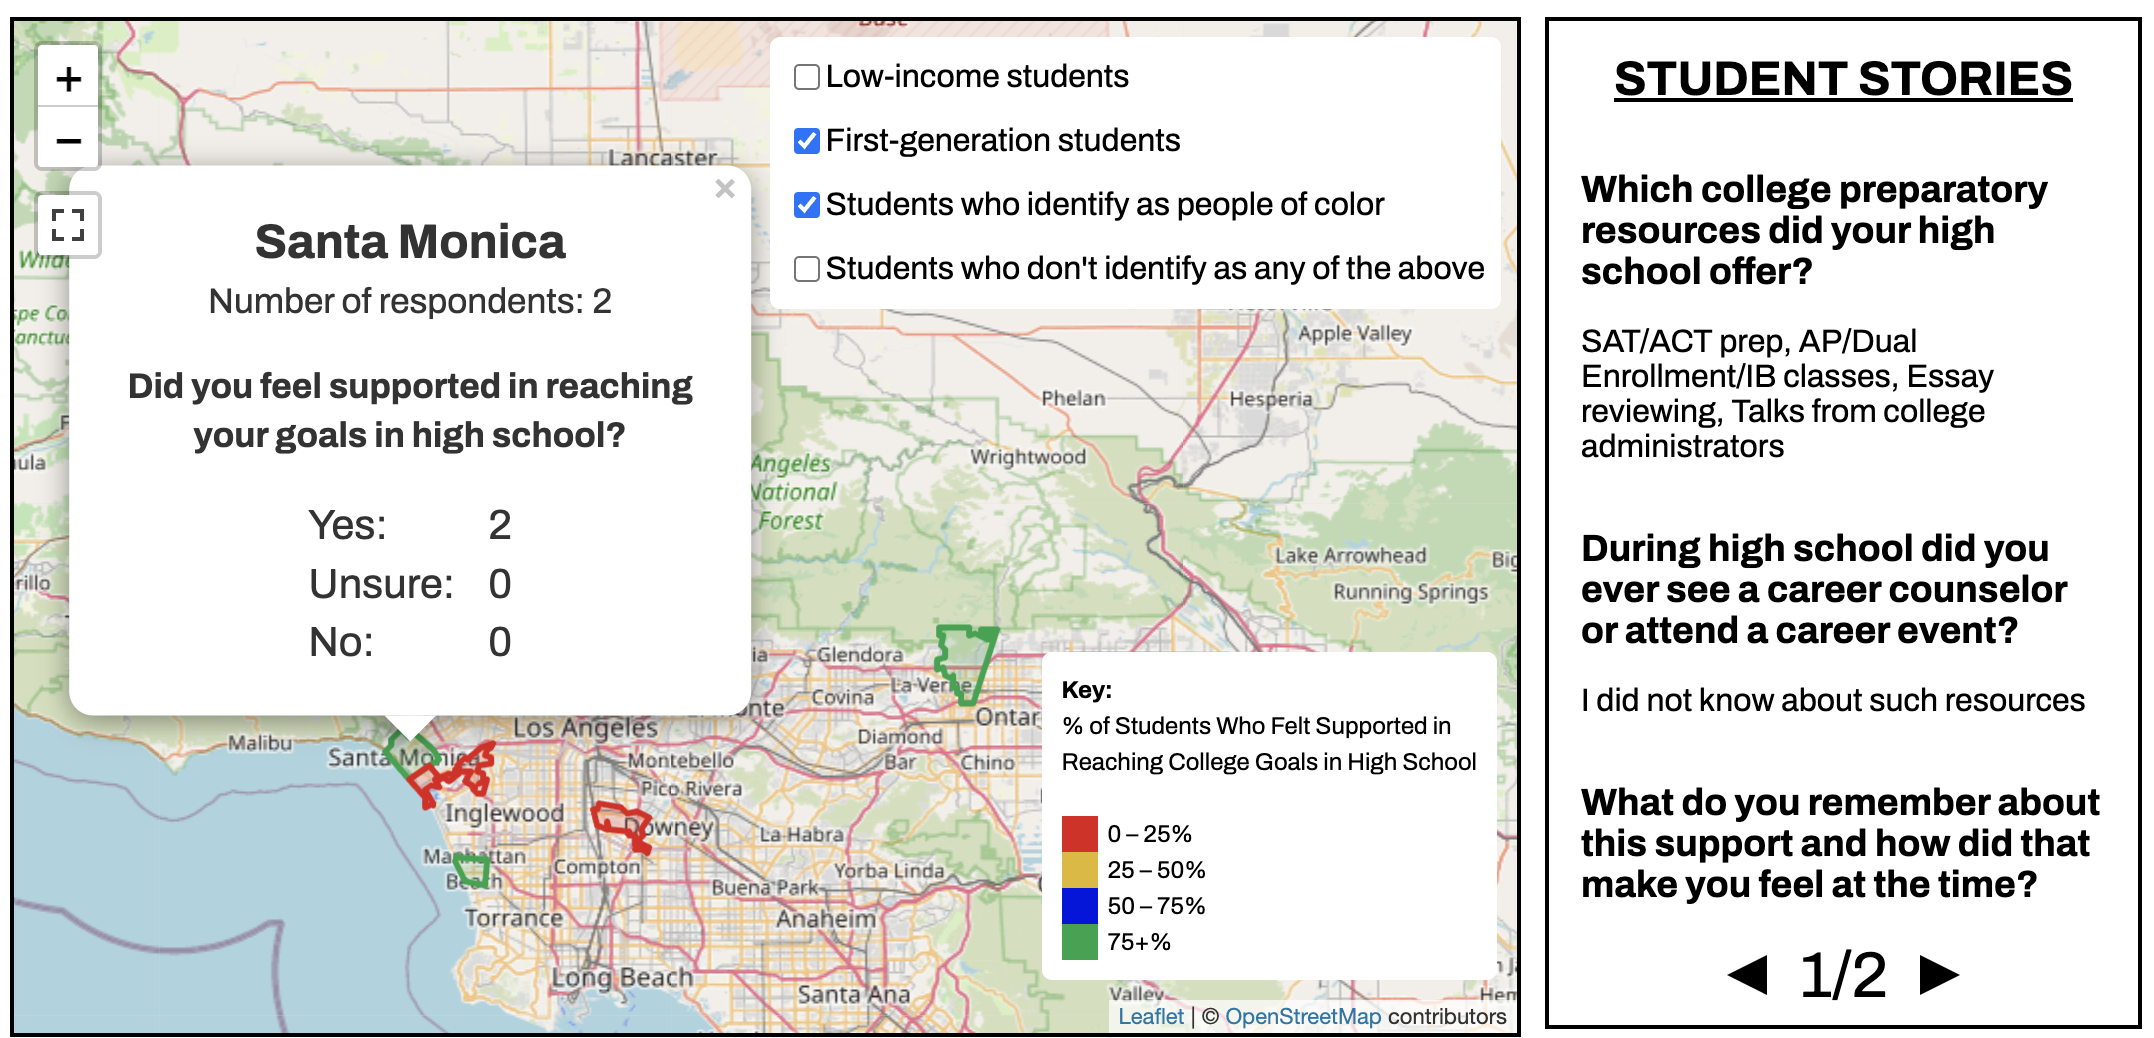 +
−
Low-income students
First-generation students
Students who identify as people of color
Students who don't identify as any of the above
×
Santa Monica
Number of respondents: 2
Did you feel supported in reaching
your goals in high school?
Yes: 2
Unsure: 0
No: 0
Lancaster
Apple Valley
Phelan
Hesperia
Wrightwood
Angeles
National
Forest
Lake Arrowhead
Running Springs
Glendora
La Verne
Covina
Los Angeles
Malibu
Santa Monica
Diamond
Bar
Chino
Montebello
Pico Rivera
Inglewood
Downey
La Habra
Manhattan
Beach
Compton
Yorba Linda
Buena Park
Torrance
Anaheim
Long Beach
Santa Ana
Valley
Key:
% of Students Who Felt Supported in
Reaching College Goals in High School
0 – 25%
25 – 50%
50 – 75%
75+%
Leaflet | © OpenStreetMap contributors
STUDENT STORIES
Which college preparatory
resources did your high
school offer?
SAT/ACT prep, AP/Dual
Enrollment/IB classes, Essay
reviewing, Talks from college
administrators
During high school did you
ever see a career counselor
or attend a career event?
I did not know about such resources
What do you remember about
this support and how did that
make you feel at the time?
◀ 1/2 ▶